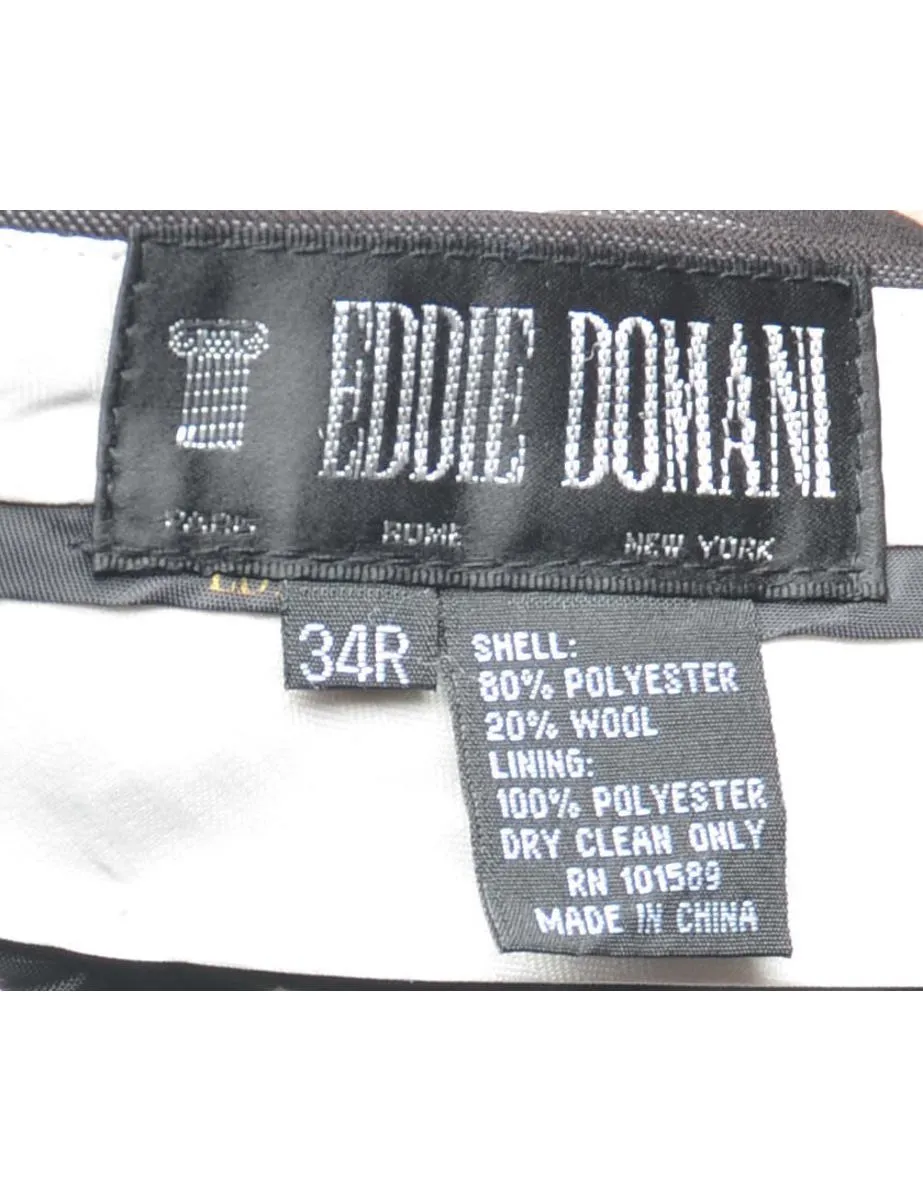 EDDIE DOMANI
PARIS ROME NEW YORK
34R
SHELL:
80% POLYESTER
20% WOOL
LINING:
100% POLYESTER
DRY CLEAN ONLY
RN 101589
MADE IN CHINA